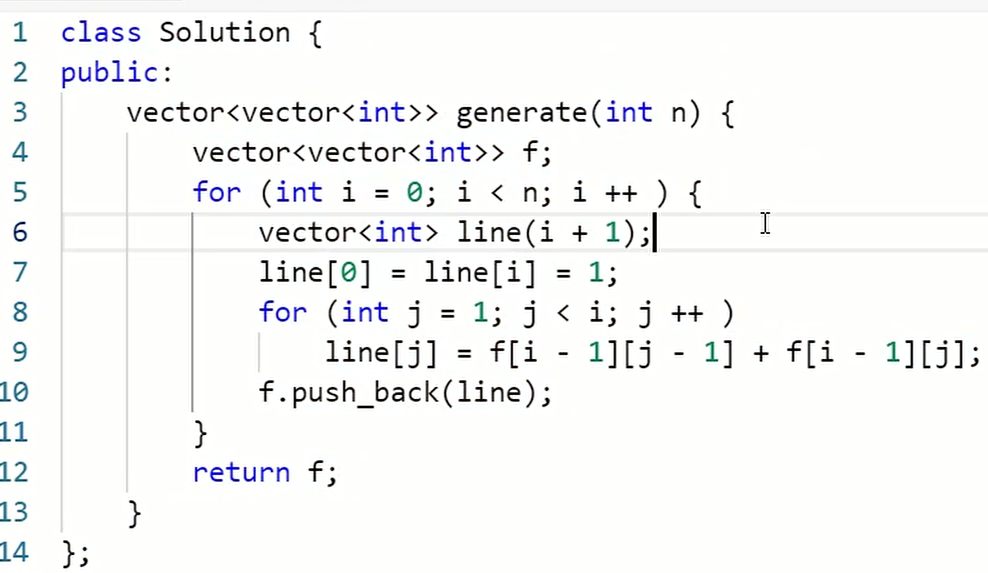 1 class Solution {
2 public:
3     vector<vector<int>> generate(int n) {
4         vector<vector<int>> f;
5         for (int i = 0; i < n; i ++ ) {
6             vector<int> line(i + 1);
7             line[0] = line[i] = 1;
8             for (int j = 1; j < i; j ++ )
9                 line[j] = f[i - 1][j - 1] + f[i - 1][j];
10             f.push_back(line);
11         }
12         return f;
13     }
14 };